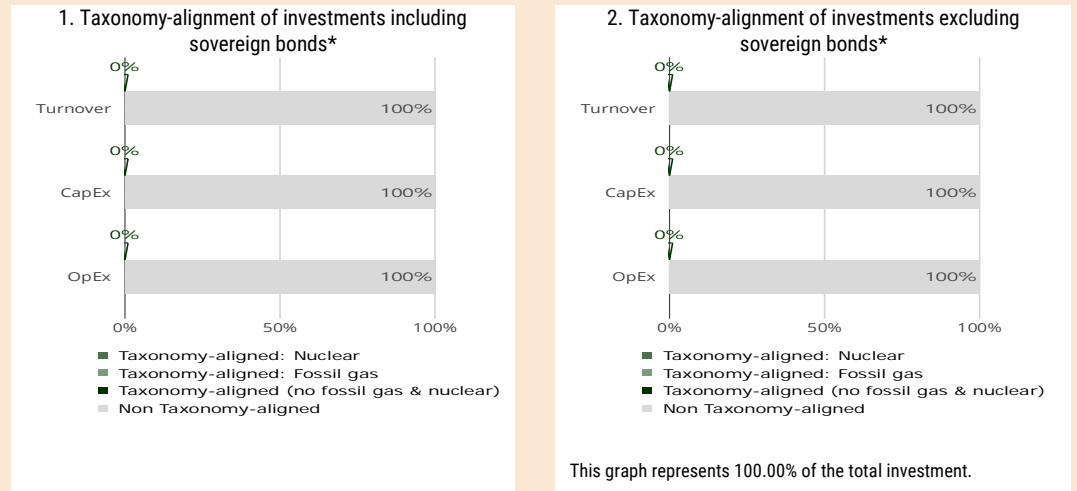 1. Taxonomy-alignment of investments including
sovereign bonds*
0%
Turnover 100%
0%
CapEx 100%
0%
OpEx 100%
0% 50% 100%
Taxonomy-aligned: Nuclear
Taxonomy-aligned: Fossil gas
Taxonomy-aligned (no fossil gas & nuclear)
Non Taxonomy-aligned
2. Taxonomy-alignment of investments excluding
sovereign bonds*
0%
Turnover 100%
0%
CapEx 100%
0%
OpEx 100%
0% 50% 100%
Taxonomy-aligned: Nuclear
Taxonomy-aligned: Fossil gas
Taxonomy-aligned (no fossil gas & nuclear)
Non Taxonomy-aligned
This graph represents 100.00% of the total investment.